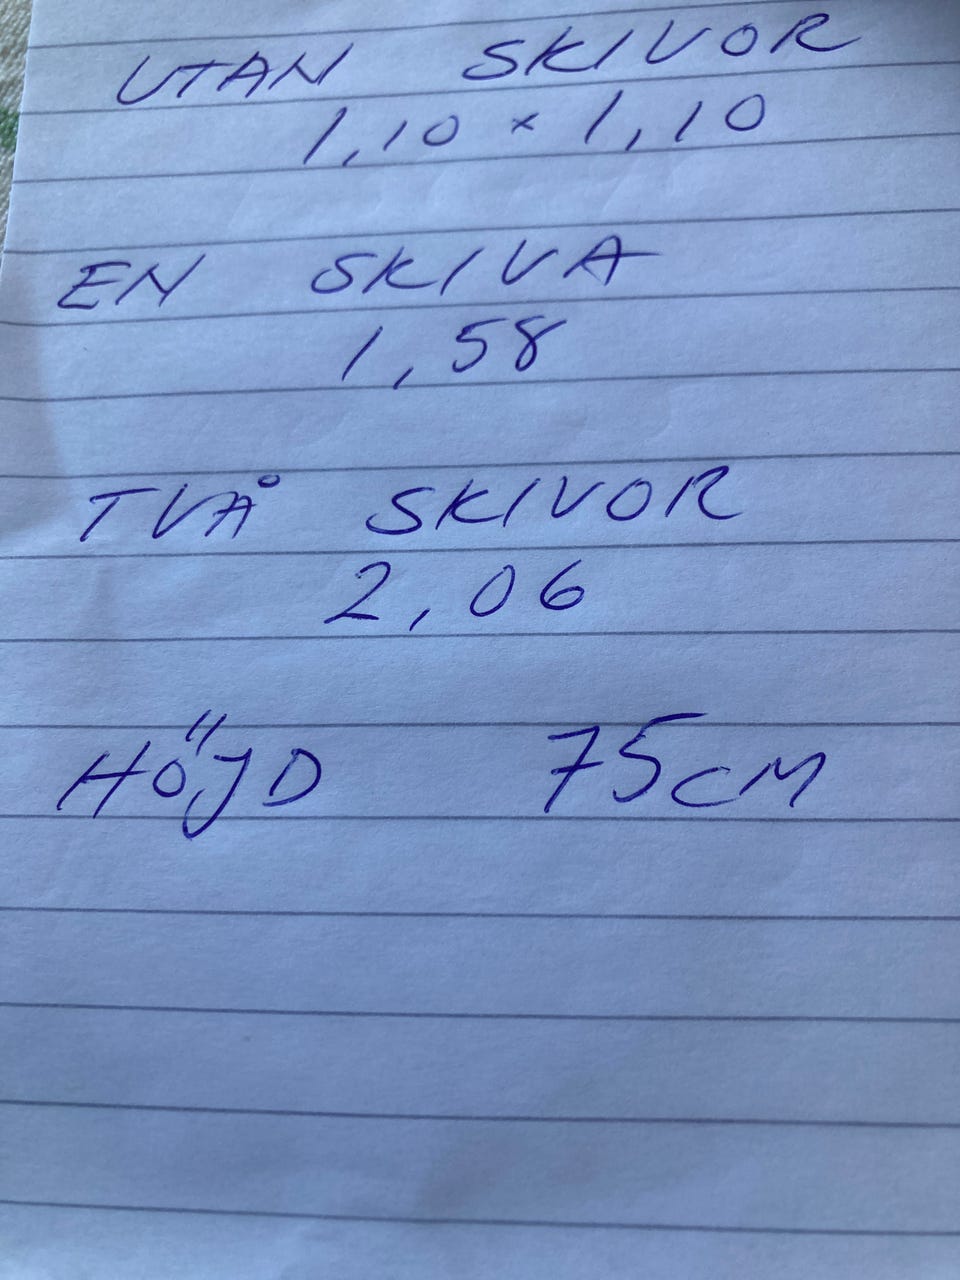 UTAN SKIVOR
1,10 × 1,10
EN SKIVA
1,58
TVÅ SKIVOR
2,06
HÖJD 75CM